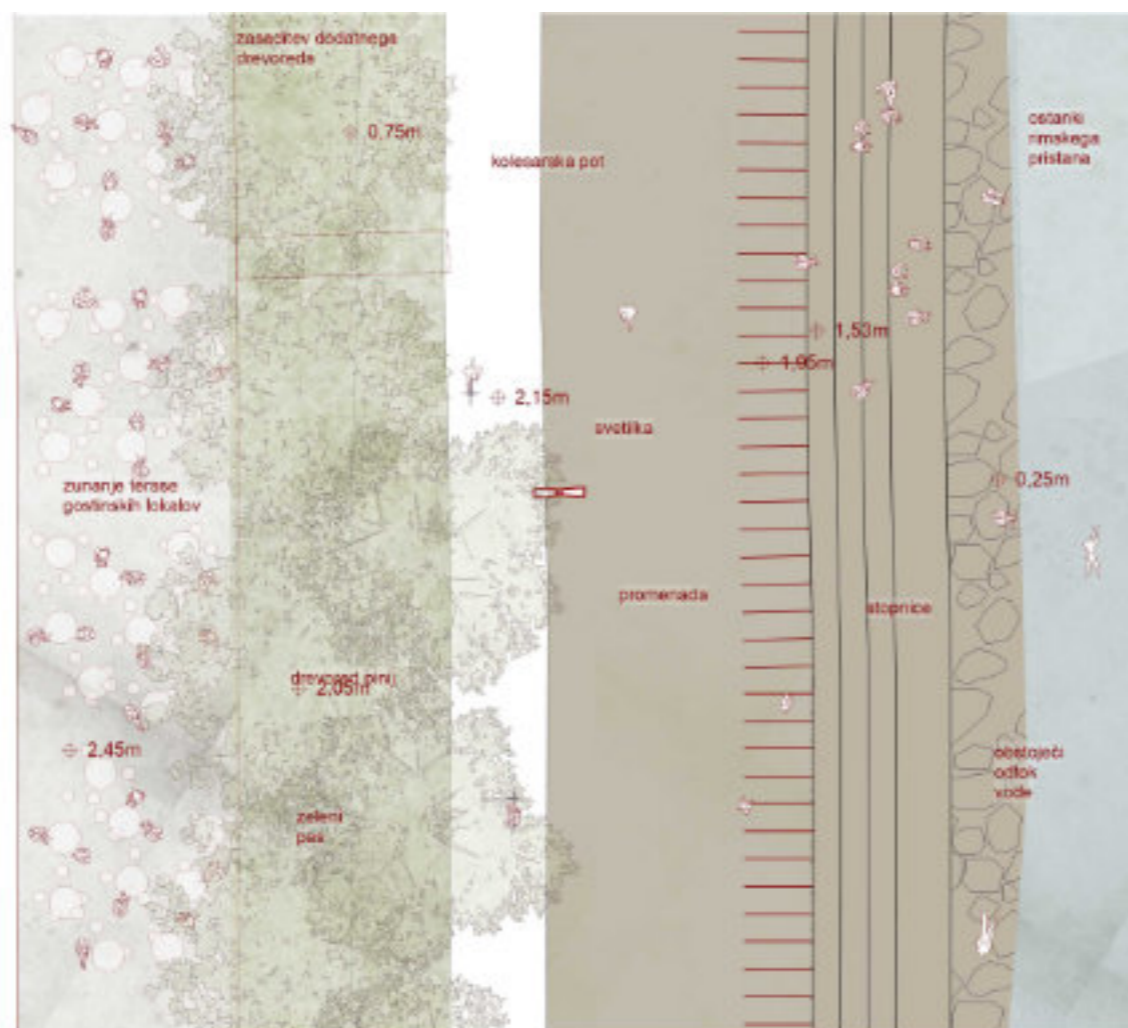 zasaditev dodatnega
drevoreda
0,75m
kolesarska pot
ostanki
rimskega
pristana
1,53m
1,95m
2,15m
svetilka
zunanje terase
gostinskih lokalov
0,25m
promenada
stopnice
drevored pinij
2,05m
2,45m
obstoječi
odtok
vode
zeleni
pas